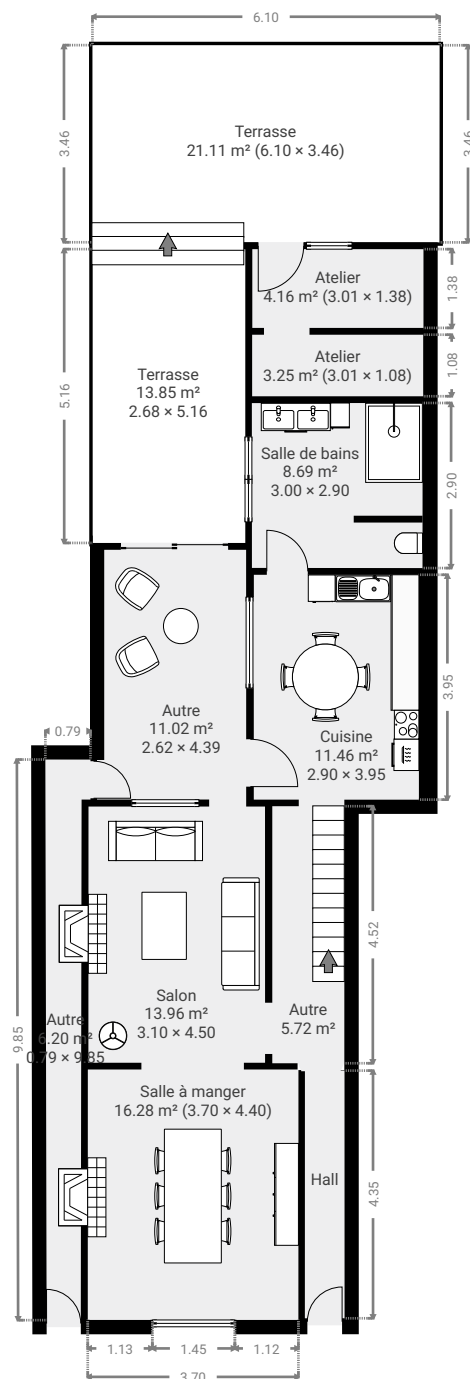 6.10
3.46
3.46
Terrasse
21.11 m² (6.10 × 3.46)
Atelier
4.16 m² (3.01 × 1.38)
1.38
Atelier
3.25 m² (3.01 × 1.08)
1.08
5.16
Terrasse
13.85 m²
2.68 × 5.16
Salle de bains
8.69 m²
3.00 × 2.90
2.90
3.95
Autre
11.02 m²
2.62 × 4.39
Cuisine
11.46 m²
2.90 × 3.95
0.79
9.85
4.52
Salon
13.96 m²
3.10 × 4.50
Autre
5.72 m²
Autre
6.20 m²
0.79 × 9.85
Salle à manger
16.28 m² (3.70 × 4.40)
Hall
4.35
1.13
1.45
1.12
3.70